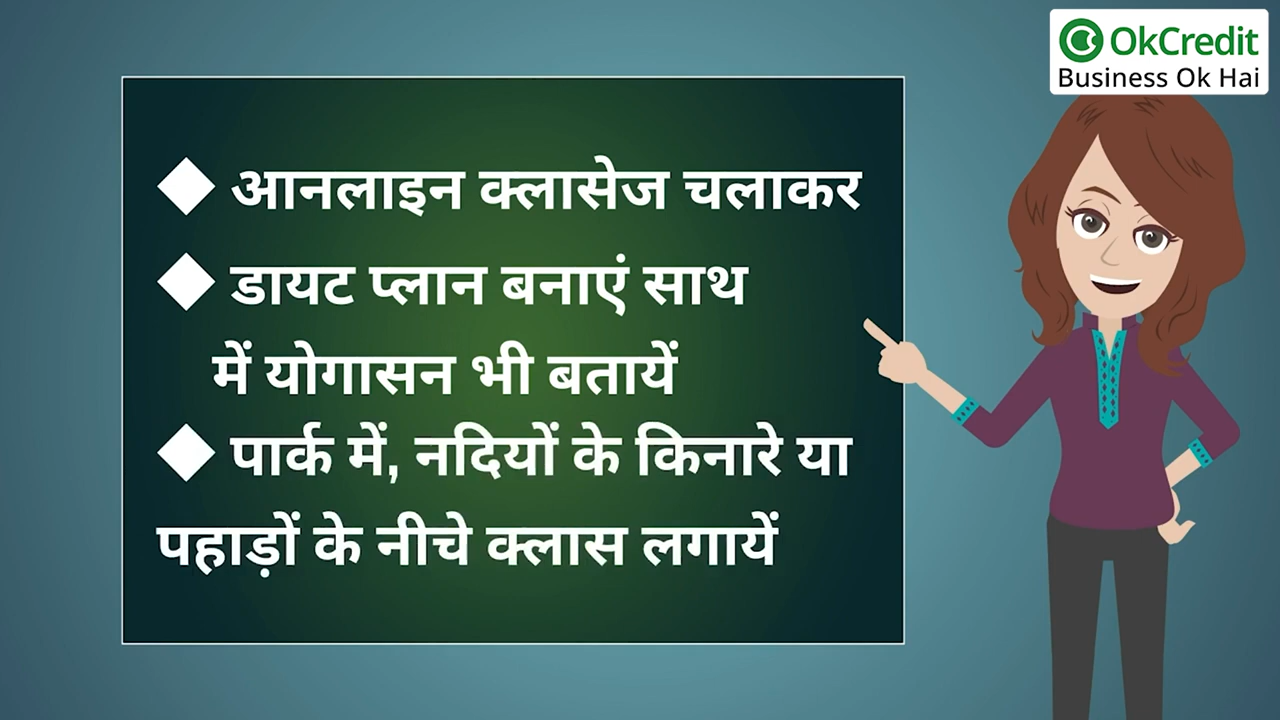 OkCredit
Business Ok Hai
◆ आनलाइन क्लासेज चलाकर
◆ डायट प्लान बनाएं साथ
में योगासन भी बतायें
◆ पार्क में, नदियों के किनारे या
पहाड़ों के नीचे क्लास लगायें